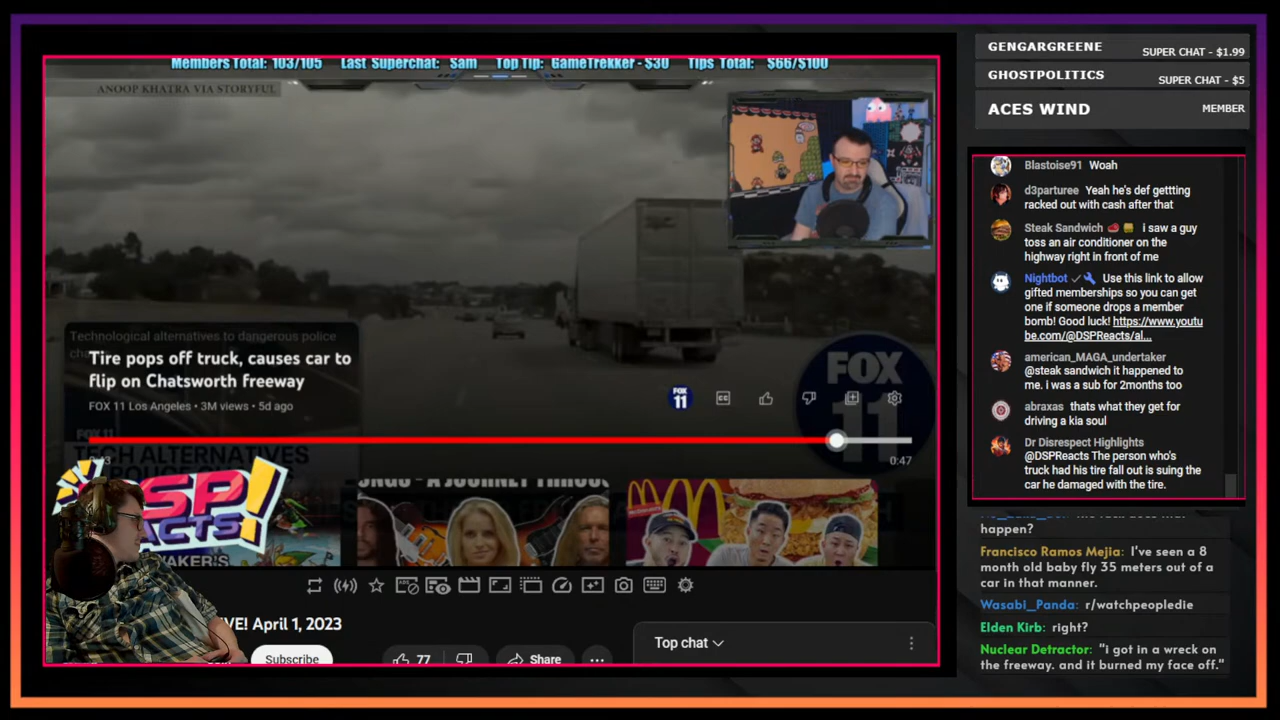 Members Total: 103/105 Last Superchat: Sam Top Tip: GameTrekker - $30 Tips Total: $66/$100
ANOOP KHATRA VIA STORYFUL
Technological alternatives to dangerous police
Tire pops off truck, causes car to
flip on Chatsworth freeway
FOX 11 Los Angeles • 3M views • 5d ago
FOX
11
CC
FOX
11
FOX 11
TECH ALTERNATIVES
0:47
DSP!
REACTS!
McDonald's
VE! April 1, 2023
Subscribe
77
Share
Top chat
GENGARGREENE SUPER CHAT - $1.99
GHOSTPOLITICS SUPER CHAT - $5
ACES WIND MEMBER
Blastoise91 Woah
d3parturee Yeah he's def gettting
racked out with cash after that
Steak Sandwich i saw a guy
toss an air conditioner on the
highway right in front of me
Nightbot Use this link to allow
gifted memberships so you can get
one if someone drops a member
bomb! Good luck! https://www.youtu
be.com/@DSPReacts/al...
american_MAGA_undertaker
@steak sandwich it happened to
me. i was a sub for 2months too
abraxas thats what they get for
driving a kia soul
Dr Disrespect Highlights
@DSPReacts The person who's
truck had his tire fall out is suing the
car he damaged with the tire.
happen?
Francisco Ramos Mejia: I've seen a 8
month old baby fly 35 meters out of a
car in that manner.
Wasabi_Panda: r/watchpeopledie
Elden Kirb: right?
Nuclear Detractor: "i got in a wreck on
the freeway. and it burned my face off."